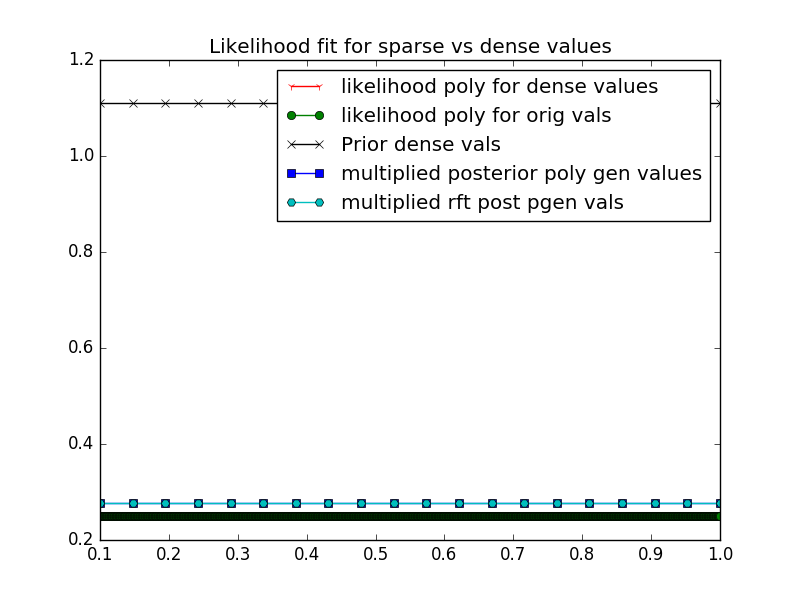 Likelihood fit for sparse vs dense values
1.2
likelihood poly for dense values
likelihood poly for orig vals
Prior dense vals
multiplied posterior poly gen values
multiplied rft post pgen vals
1.0
0.8
0.6
0.4
0.2
0.1 0.2 0.3 0.4 0.5 0.6 0.7 0.8 0.9 1.0